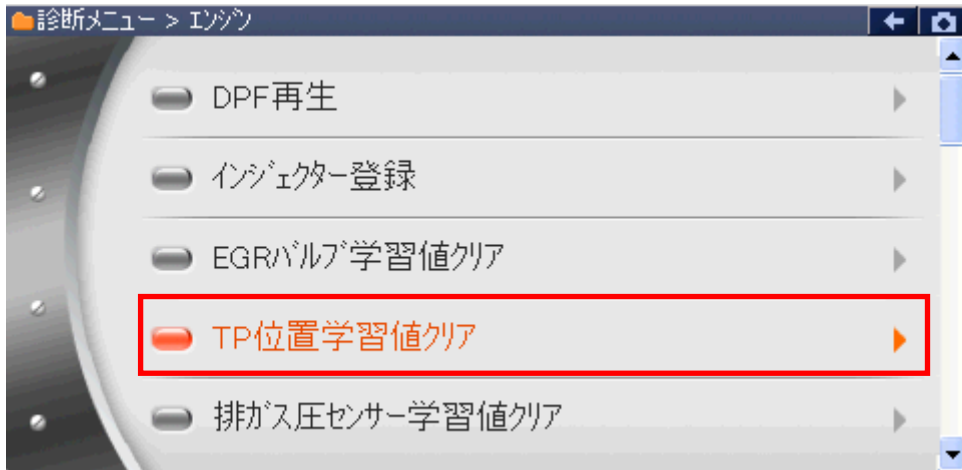 診断メニュー > エンジン
DPF再生
インジェクター登録
EGRバルブ学習値クリア
TP位置学習値クリア
排ガス圧センサー学習値クリア